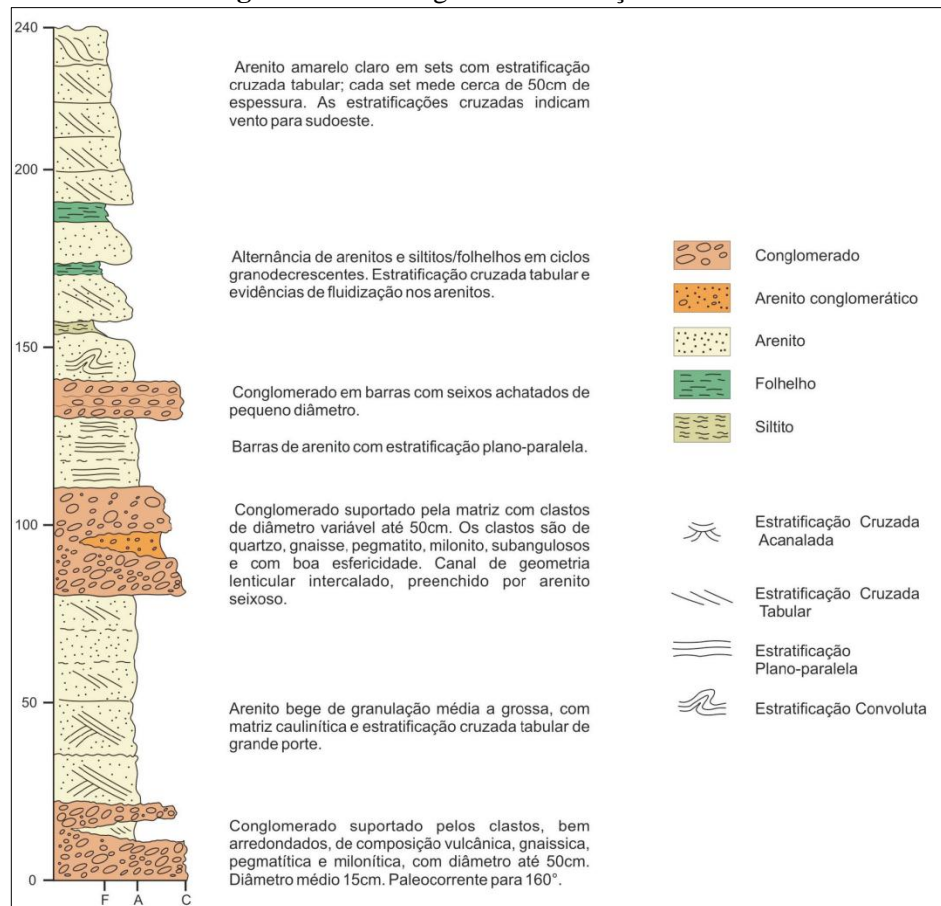 240
Arenito amarelo claro em sets com estratificação
cruzada tabular; cada set mede cerca de 50cm de
espessura. As estratificações cruzadas indicam
vento para sudoeste.
200
Alternância de arenitos e siltitos/folhelhos em ciclos
granodecrescentes. Estratificação cruzada tabular e
evidências de fluidização nos arenitos.
150
Conglomerado em barras com seixos achatados de
pequeno diâmetro.
Barras de arenito com estratificação plano-paralela.
100
Conglomerado suportado pela matriz com clastos
de diâmetro variável até 50cm. Os clastos são de
quartzo, gnaisse, pegmatito, milonito, subangulosos
e com boa esfericidade. Canal de geometria
lenticular intercalado, preenchido por arenito
seixoso.
50
Arenito bege de granulação média a grossa, com
matriz caulinítica e estratificação cruzada tabular de
grande porte.
Conglomerado suportado pelos clastos, bem
arredondados, de composição vulcânica, gnaissica,
pegmatítica e milonítica, com diâmetro até 50cm.
Diâmetro médio 15cm. Paleocorrente para 160°.
0
F A C
Conglomerado
Arenito conglomerático
Arenito
Folhelho
Siltito
Estratificação Cruzada
Acanalada
Estratificação Cruzada
Tabular
Estratificação
Plano-paralela
Estratificação Convoluta